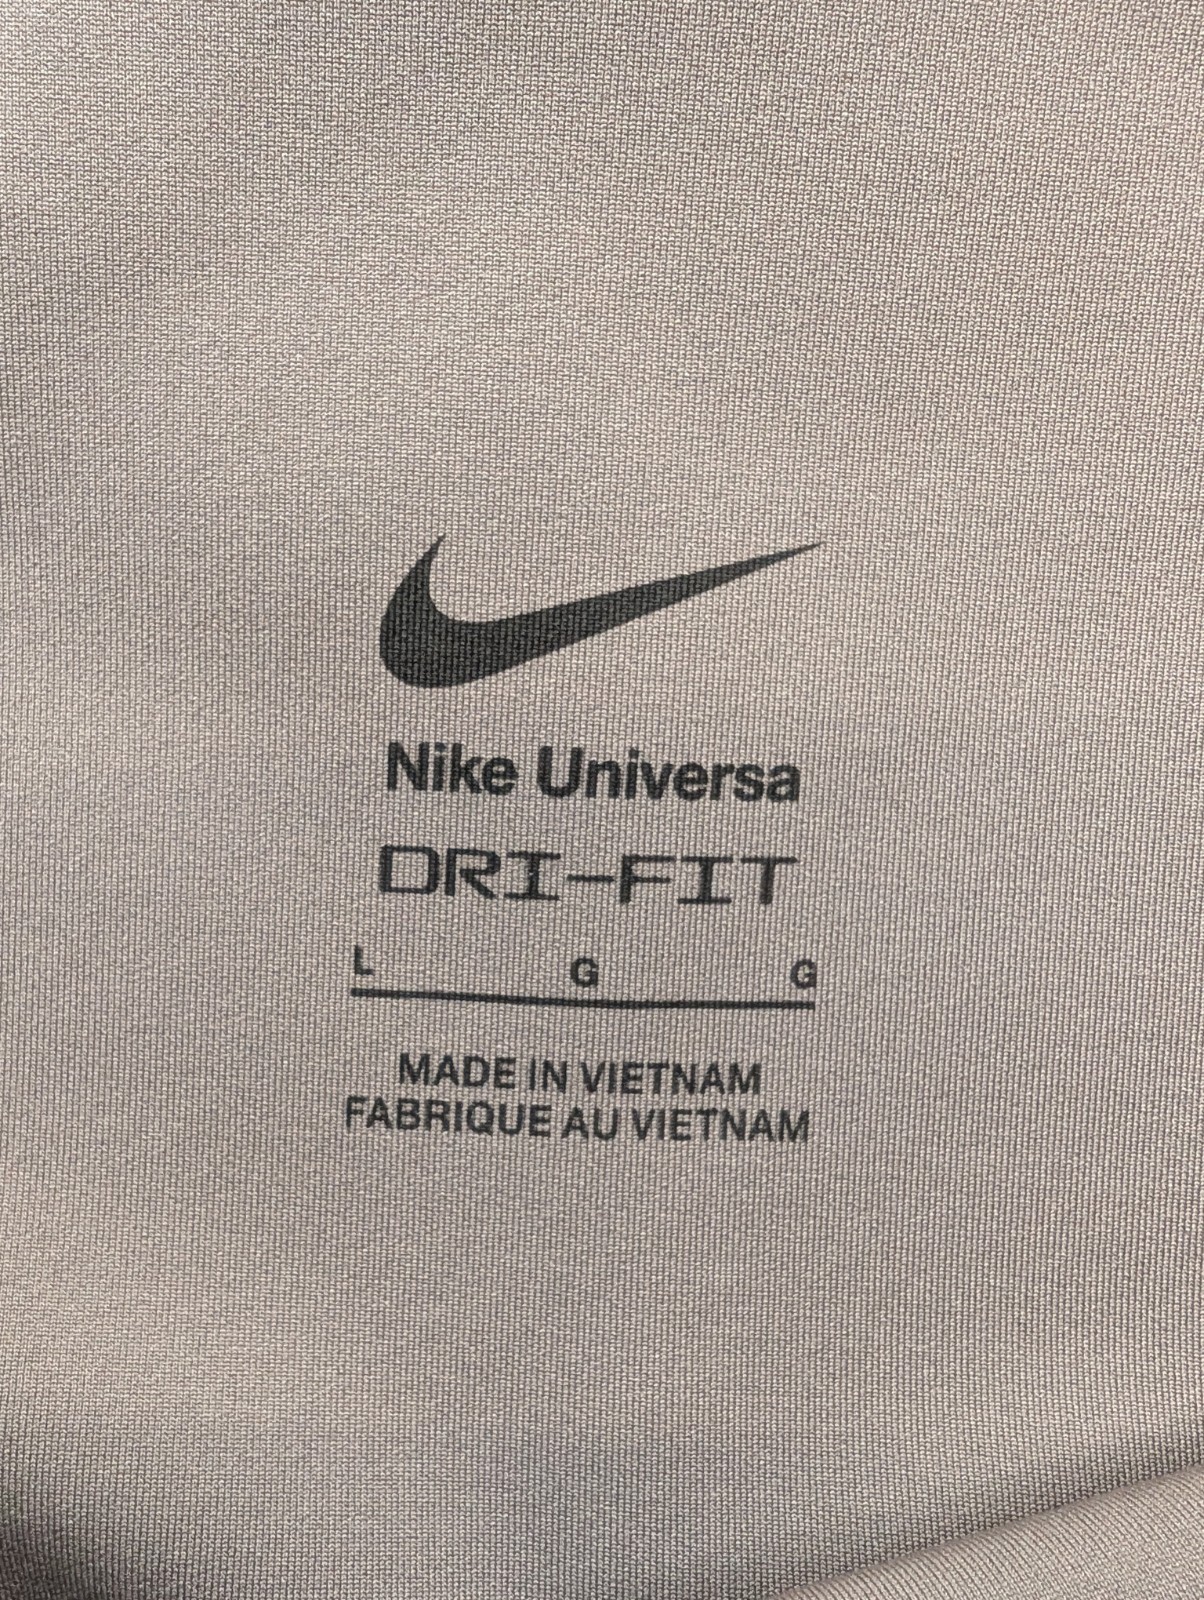 Nike Universa
DRI-FIT
L G G
MADE IN VIETNAM
FABRIQUE AU VIETNAM